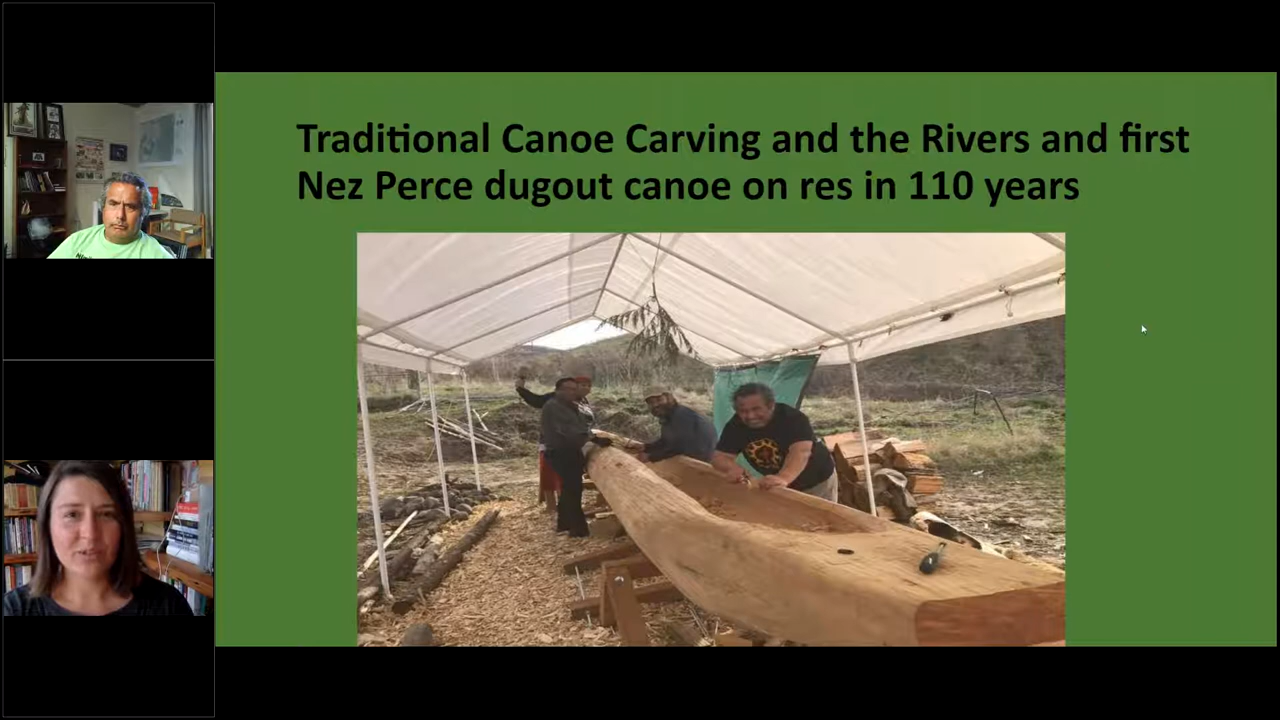 Traditional Canoe Carving and the Rivers and first
Nez Perce dugout canoe on res in 110 years